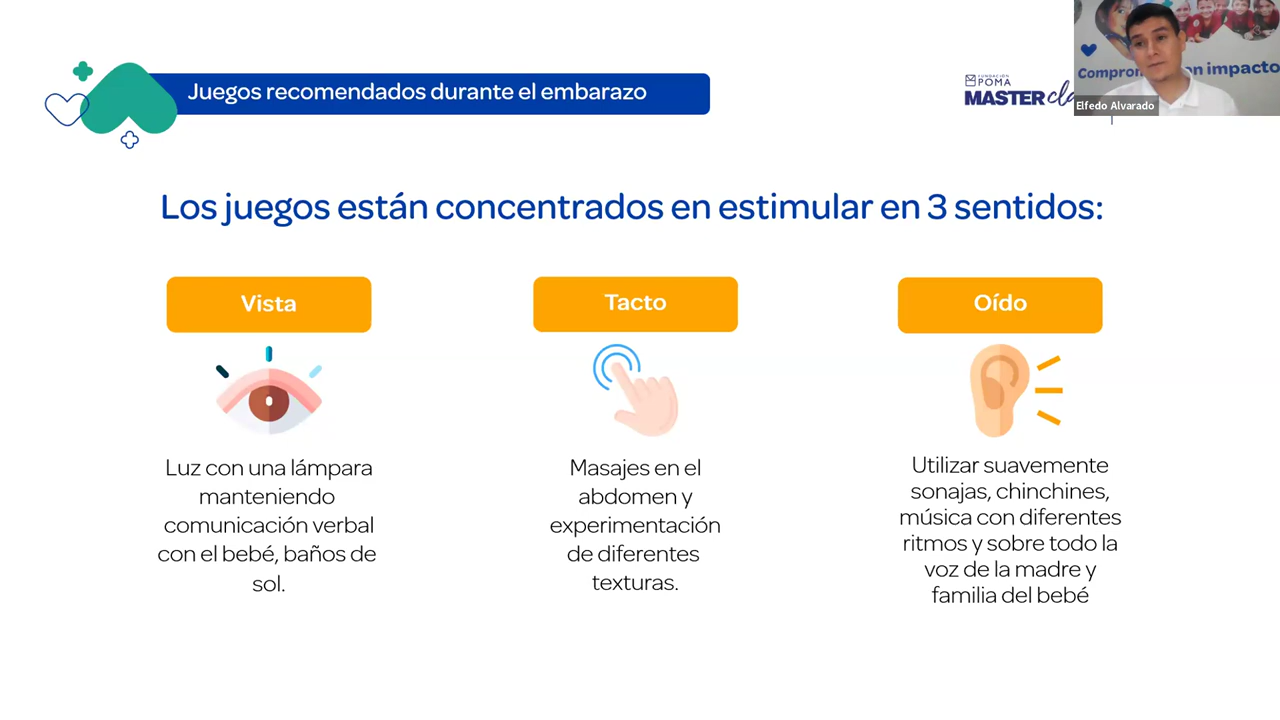 Juegos recomendados durante el embarazo
FUNDACIÓN
POMA
MASTER
Elfedo Alvarado
impacto
Los juegos están concentrados en estimular en 3 sentidos:
Vista
Luz con una lámpara
manteniendo
comunicación verbal
con el bebé, baños de
sol.
Tacto
Masajes en el
abdomen y
experimentación
de diferentes
texturas.
Oído
Utilizar suavemente
sonajas, chinchines,
música con diferentes
ritmos y sobre todo la
voz de la madre y
familia del bebé